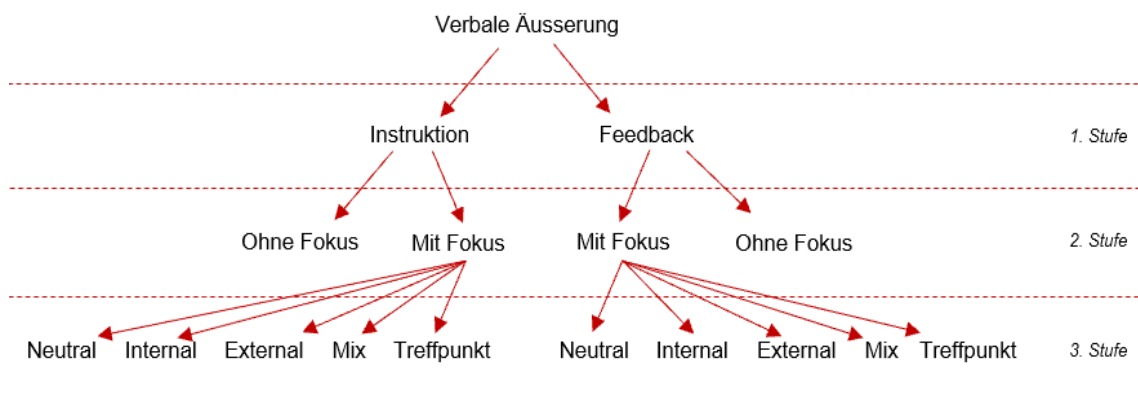 Verbale Äusserung
Instruktion Feedback 1. Stufe
Ohne Fokus Mit Fokus Mit Fokus Ohne Fokus 2. Stufe
Neutral Internal External Mix Treffpunkt Neutral Internal External Mix Treffpunkt 3. Stufe